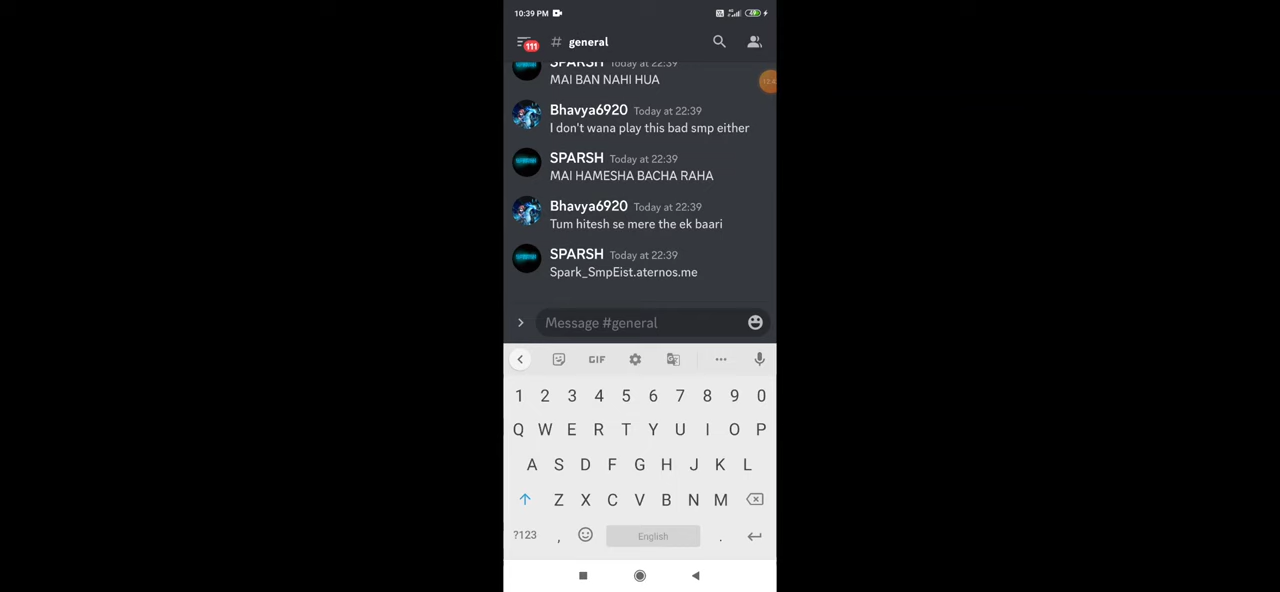 10:39 PM
49
111 # general
SPARSH Today at 22:39
MAI BAN NAHI HUA
Bhavya6920 Today at 22:39
I don't wana play this bad smp either
SPARSH Today at 22:39
MAI HAMESHA BACHA RAHA
Bhavya6920 Today at 22:39
Tum hitesh se mere the ek baari
SPARSH Today at 22:39
Spark_SmpEist.aternos.me
Message #general
GIF
1 2 3 4 5 6 7 8 9 0
Q W E R T Y U I O P
A S D F G H J K L
Z X C V B N M
?123 , English .